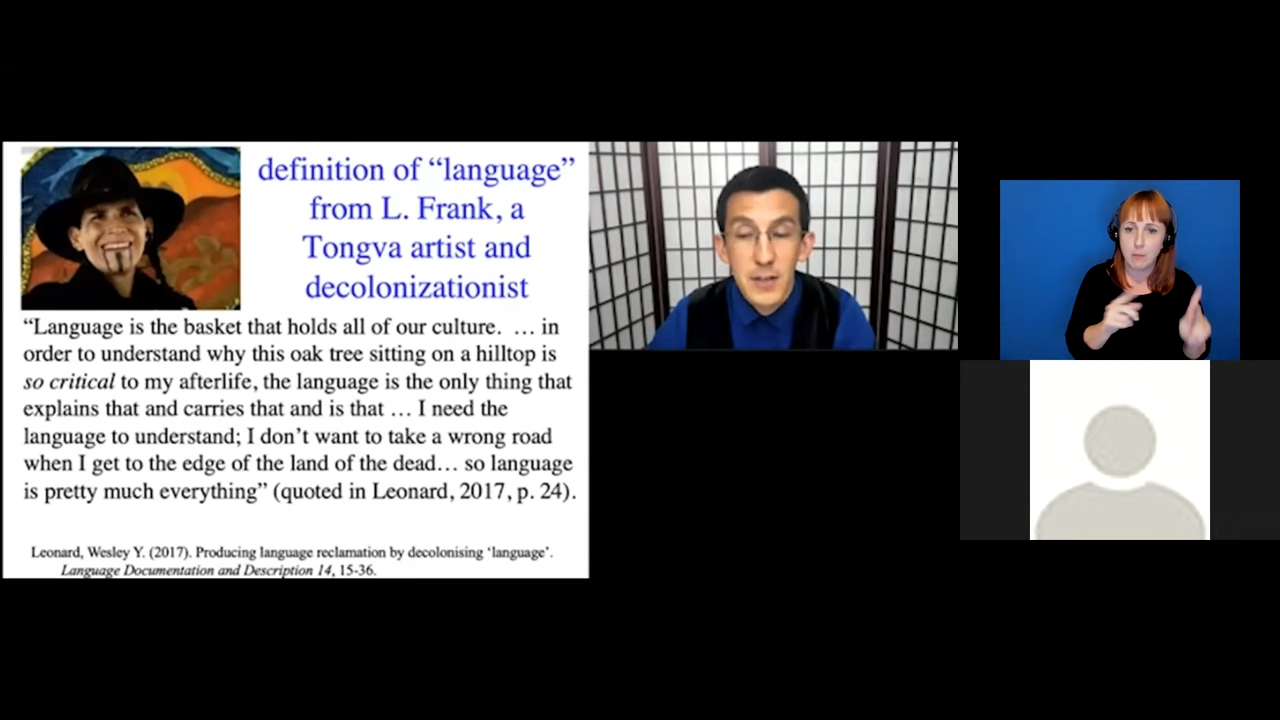 definition of “language”
from L. Frank, a
Tongva artist and
decolonizationist
“Language is the basket that holds all of our culture. … in
order to understand why this oak tree sitting on a hilltop is
so critical to my afterlife, the language is the only thing that
explains that and carries that and is that … I need the
language to understand; I don’t want to take a wrong road
when I get to the edge of the land of the dead… so language
is pretty much everything” (quoted in Leonard, 2017, p. 24).
Leonard, Wesley Y. (2017). Producing language reclamation by decolonising ‘language’.
Language Documentation and Description 14, 15-36.